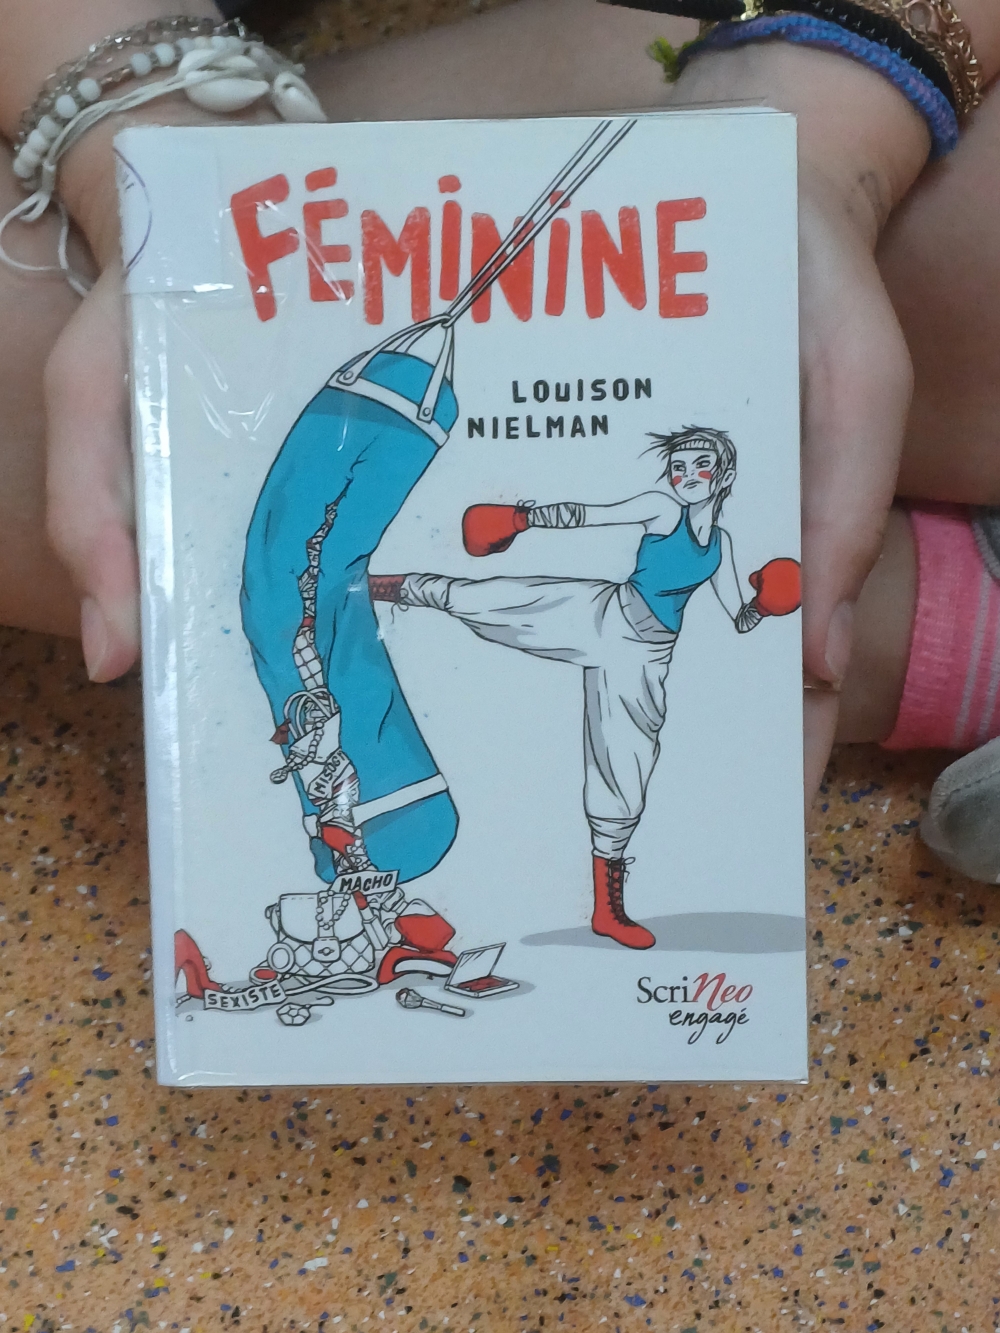 FÉMININE
LOUISON
NIELMAN
MACHO
SEXISTE
ScriNeo
engagé